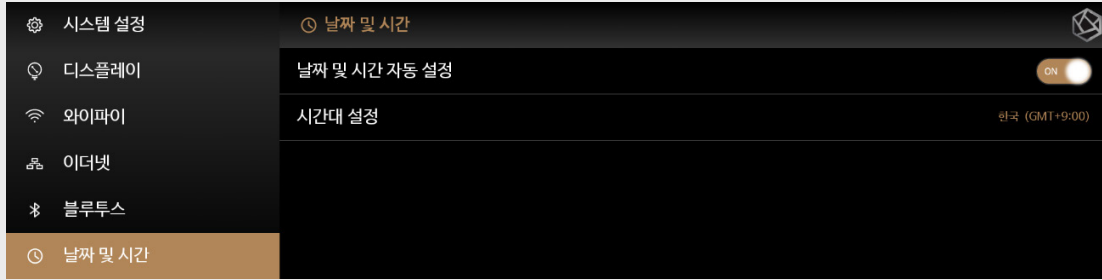 시스템 설정
디스플레이
와이파이
이더넷
블루투스
날짜 및 시간
날짜 및 시간
날짜 및 시간 자동 설정
ON
시간대 설정
한국 (GMT+9:00)